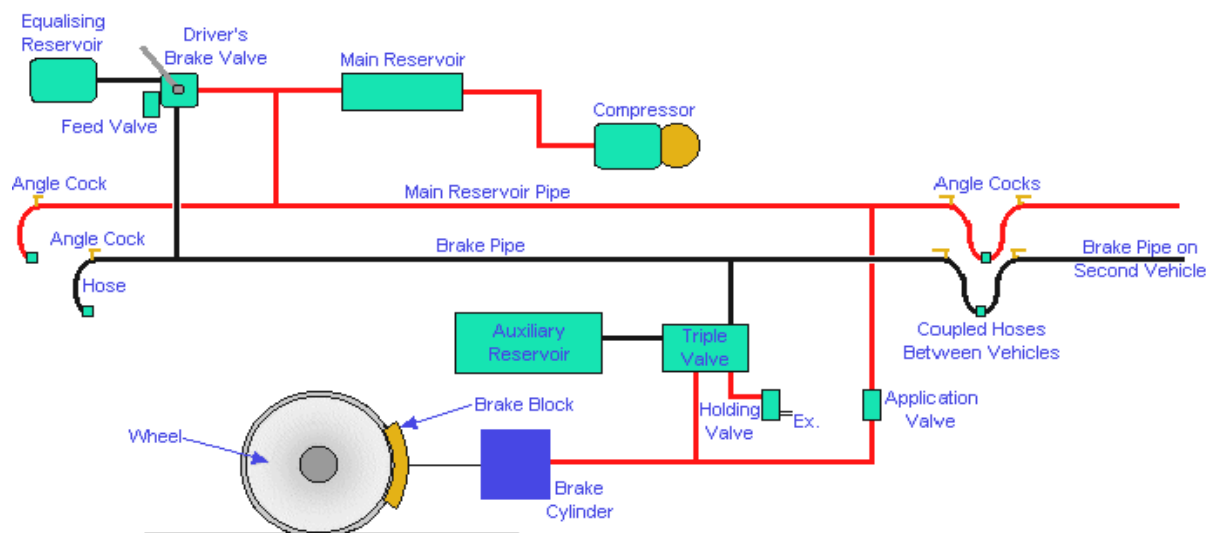 Equalising
Reservoir
Driver's
Brake Valve
Main Reservoir
Compressor
Feed Valve
Angle Cock
Main Reservoir Pipe
Angle Cocks
Angle Cock
Brake Pipe
Brake Pipe on
Second Vehicle
Hose
Auxiliary
Reservoir
Triple
Valve
Coupled Hoses
Between Vehicles
Brake Block
Holding
Valve
Ex.
Application
Valve
Wheel
Brake
Cylinder